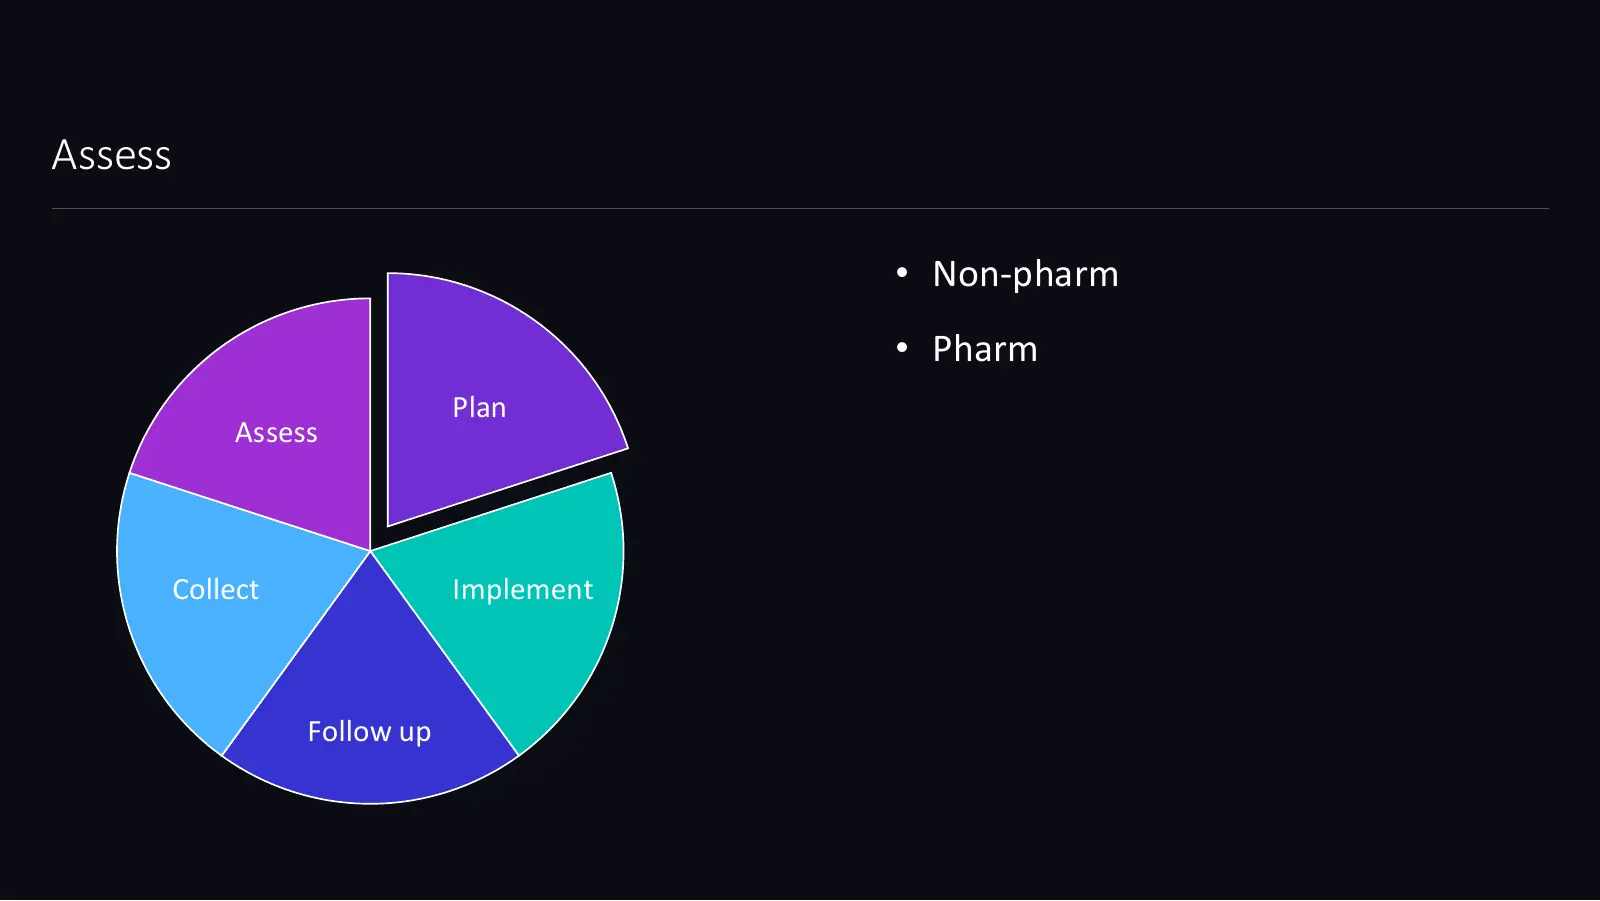 Assess
Plan
Assess
Collect
Implement
Follow up
• Non-pharm
• Pharm